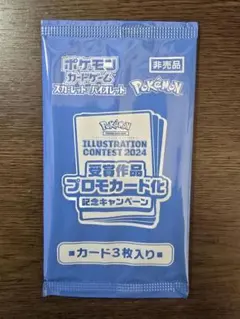 ポケモン
カードゲーム
スカーレット&バイオレット
非売品
POKÉMON
POKÉMON
ILLUSTRATION
CONTEST 2024
受賞作品
プロモカード化
記念キャンペーン
■カード3枚入り■